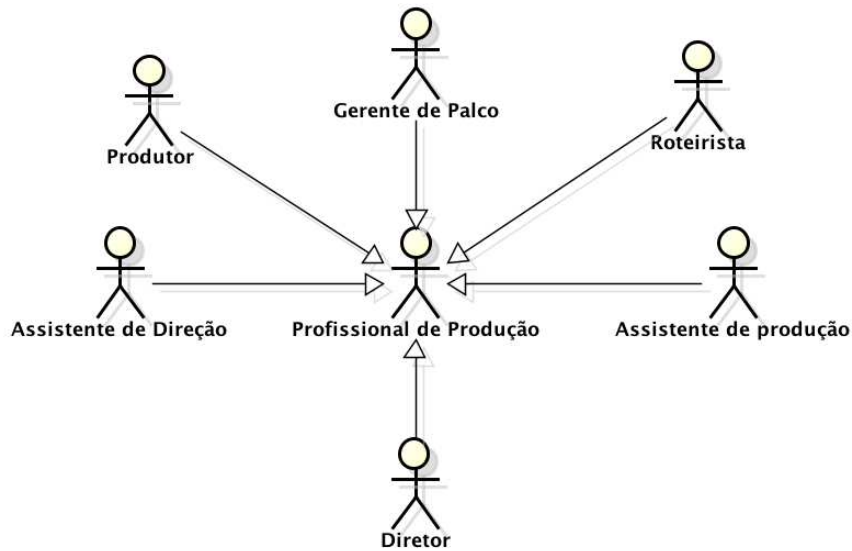 Gerente de Palco
Roteirista
Produtor
Assistente de Direção
Profissional de Produção
Assistente de produção
Diretor